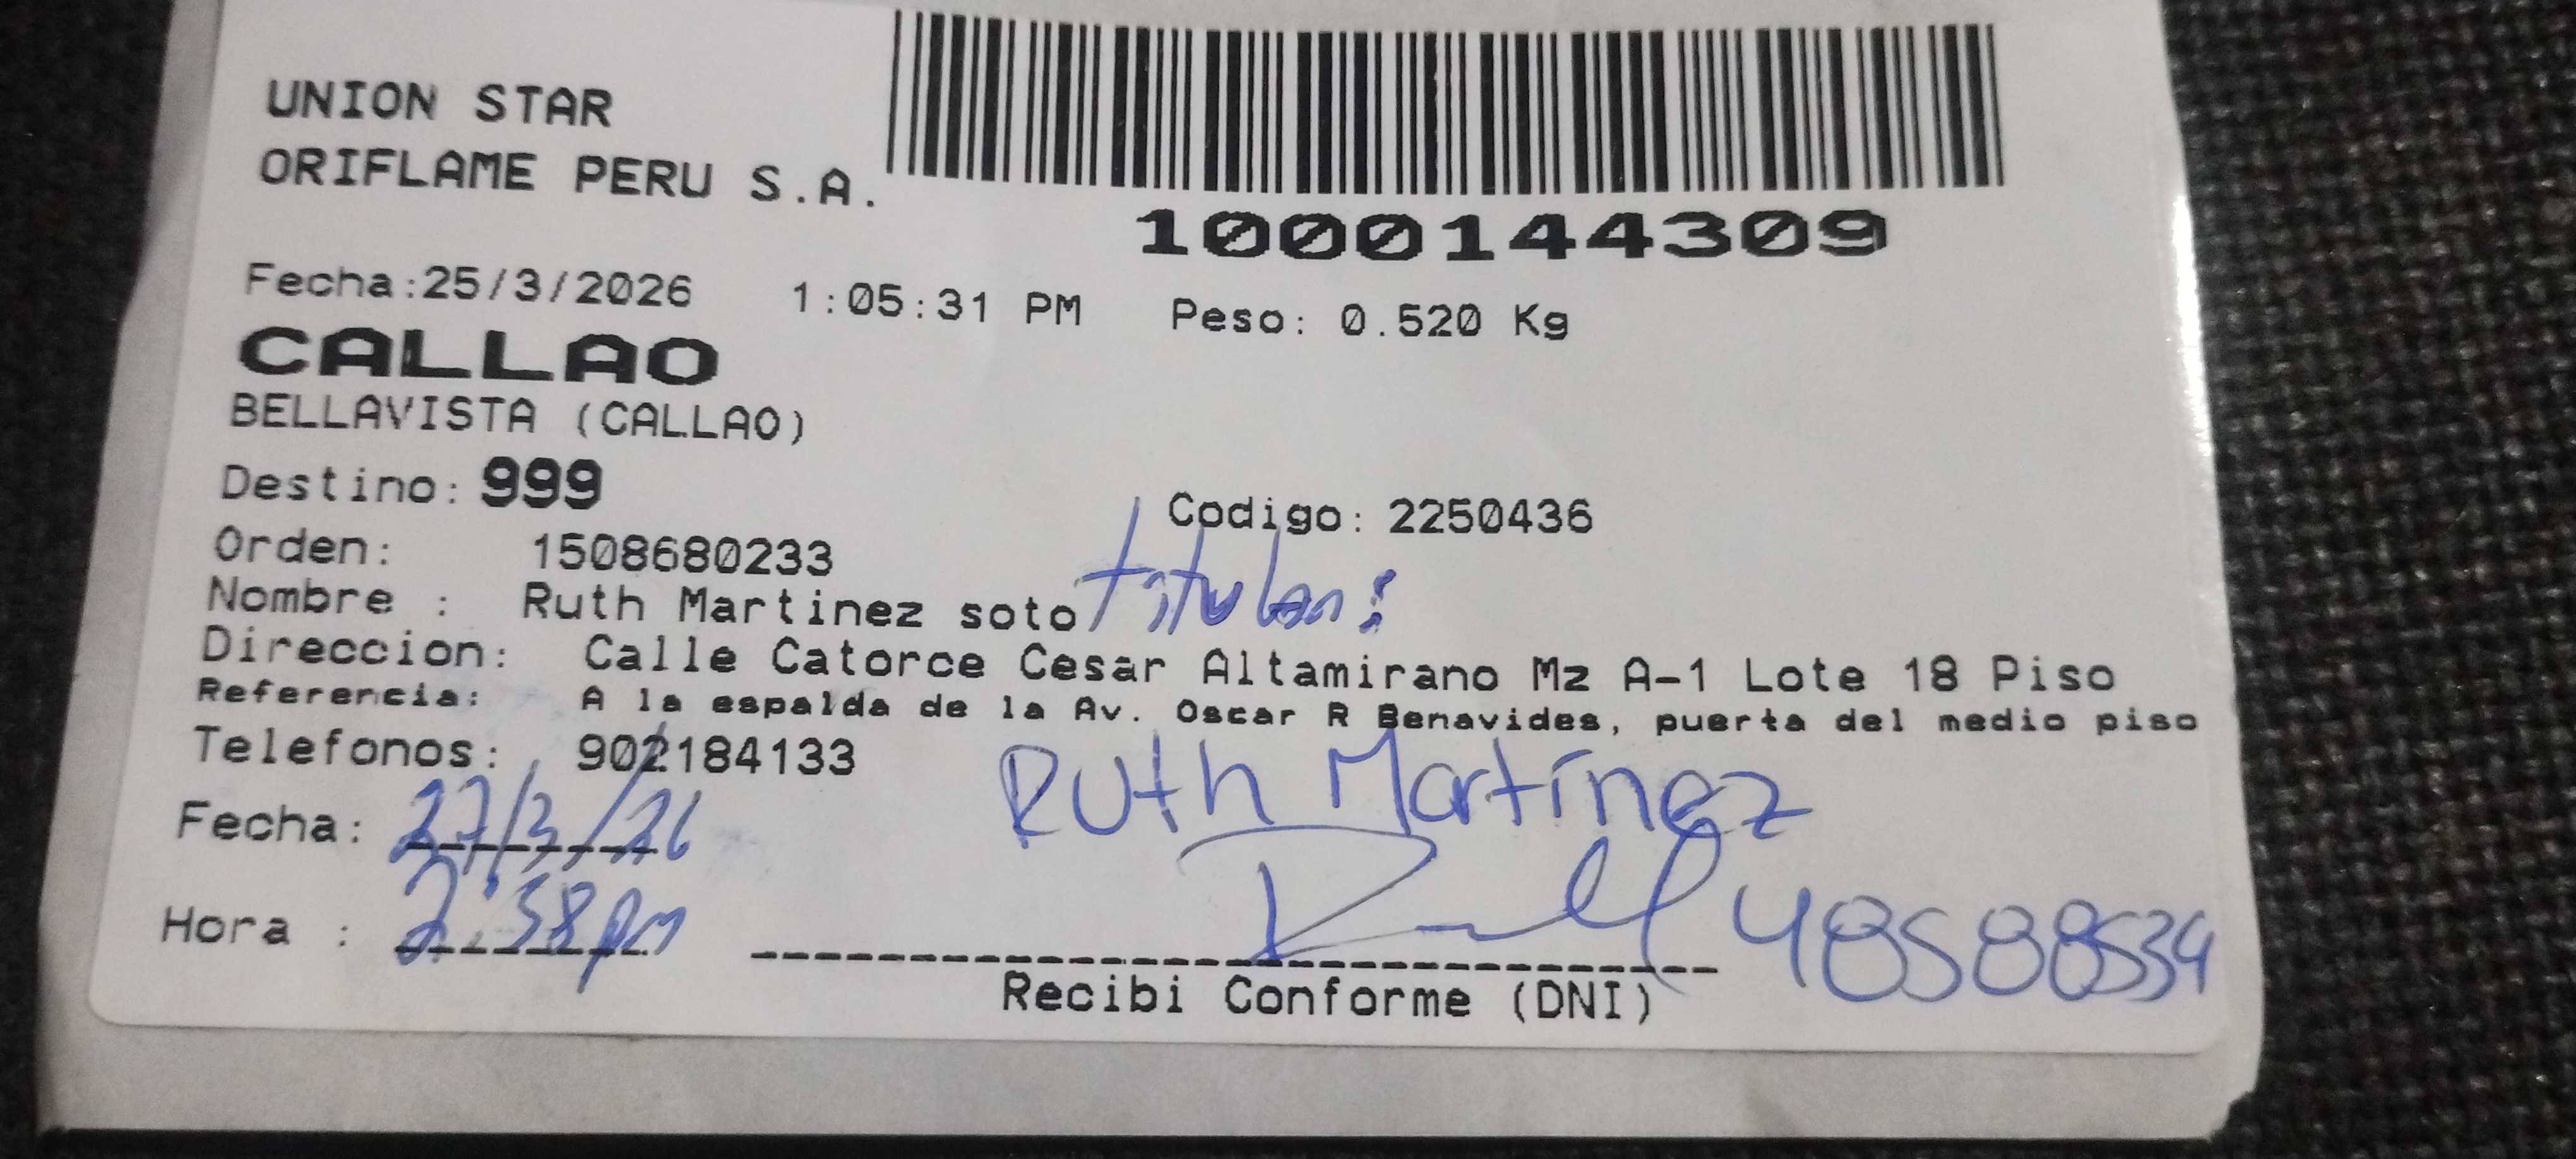 UNION STAR
ORIFLAME PERU S.A.
1000144309
Fecha:25/3/2026 1:05:31 PM Peso: 0.520 Kg
CALLAO
BELLAVISTA (CALLAO)
Destino: 999
Codigo: 2250436
Orden: 1508680233
Nombre : Ruth Martinez soto titular:
Direccion: Calle Catorce Cesar Altamirano Mz A-1 Lote 18 Piso
Referencia: A la espalda de la Av. Oscar R Benavides, puerta del medio piso
Telefonos: 902184133
Ruth Martínez
Fecha: 27/3/26
Hora : 2:38pm
48588534
Recibi Conforme (DNI)